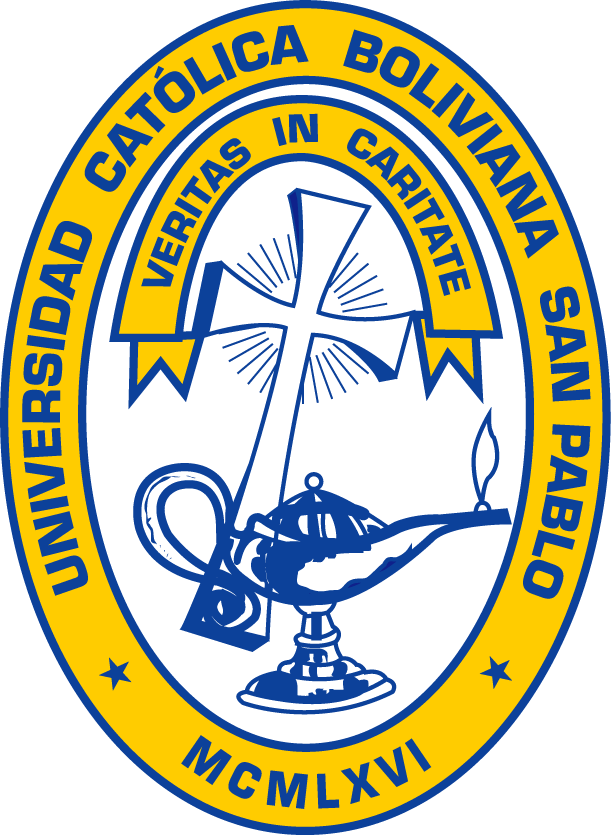 UNIVERSIDAD CATÓLICA BOLIVIANA SAN PABLO
VERITAS IN CARITATE
MCMLXVI